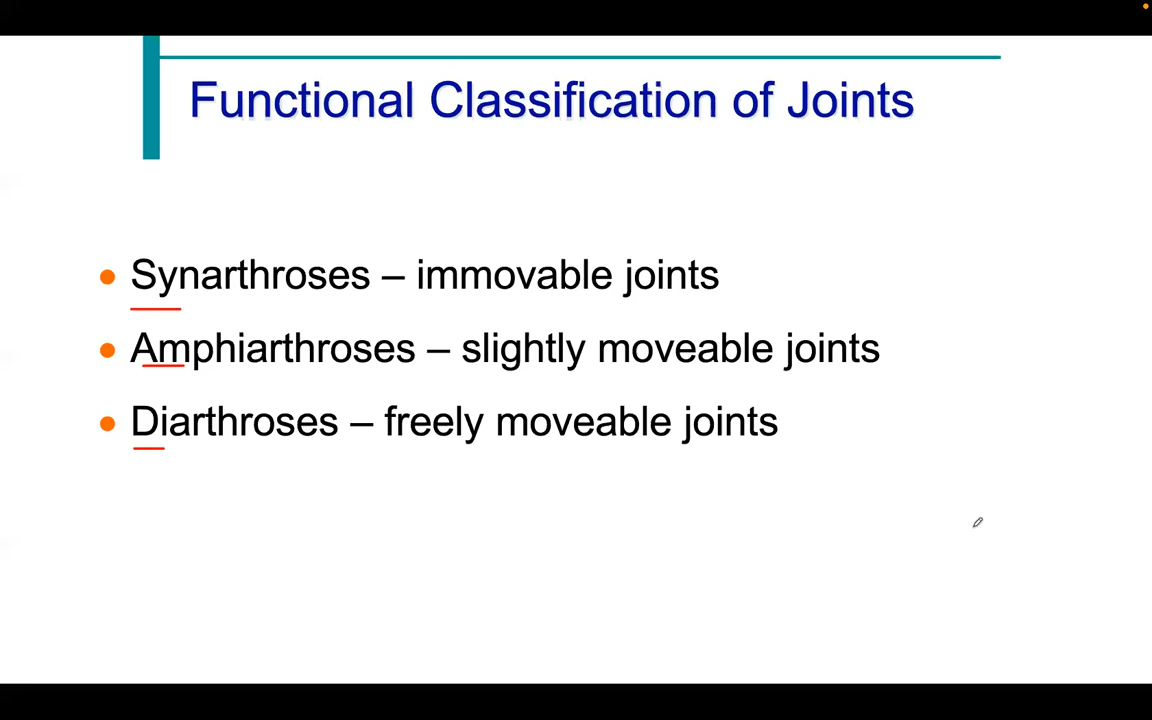 Functional Classification of Joints
• Synarthroses – immovable joints
• Amphiarthroses – slightly moveable joints
• Diarthroses – freely moveable joints